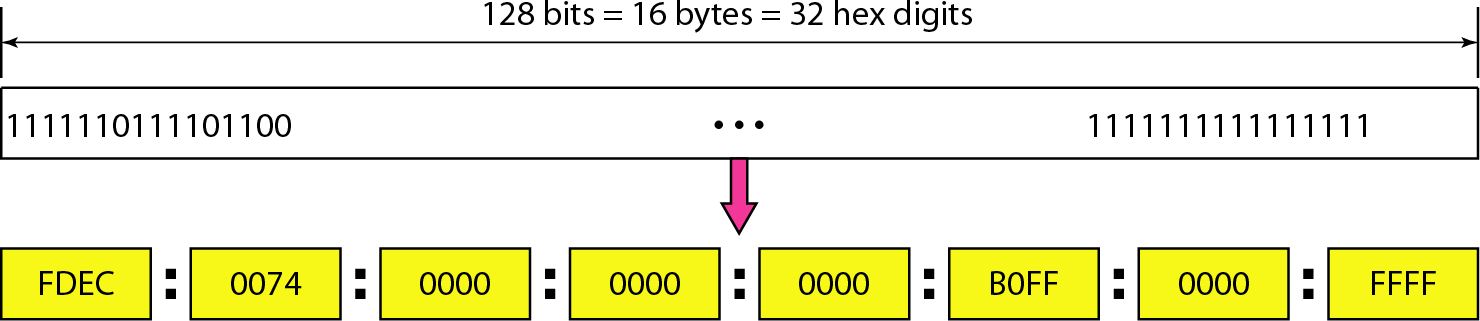 128 bits = 16 bytes = 32 hex digits
1111110111101100 ••• 1111111111111111
FDEC : 0074 : 0000 : 0000 : 0000 : B0FF : 0000 : FFFF